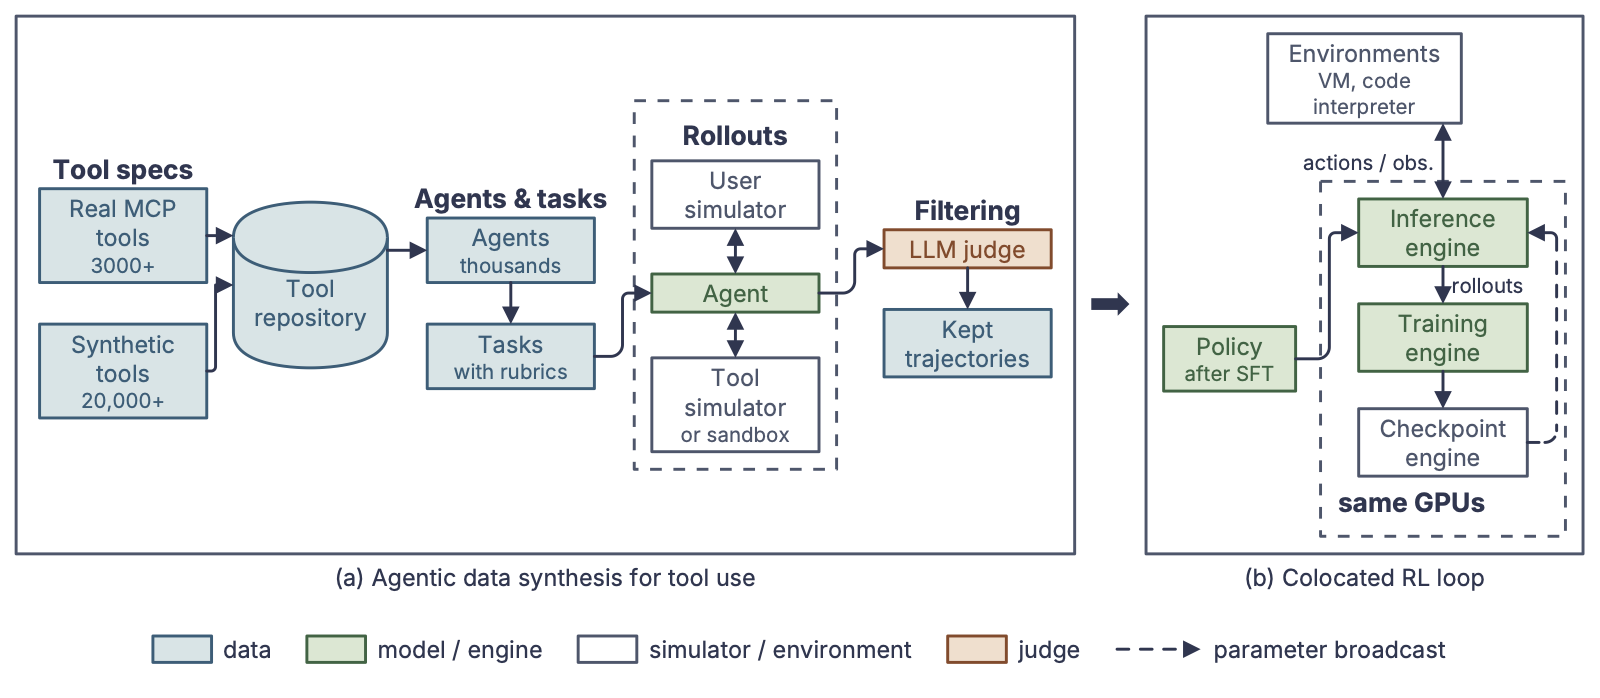 Tool specs
Real MCP
tools
3000+
Synthetic
tools
20,000+
Tool
repository
Agents & tasks
Agents
thousands
Tasks
with rubrics
Rollouts
User
simulator
Agent
Tool
simulator
or sandbox
Filtering
LLM judge
Kept
trajectories
(a) Agentic data synthesis for tool use
Environments
VM, code
interpreter
actions / obs.
Inference
engine
rollouts
Training
engine
Policy
after SFT
Checkpoint
engine
same GPUs
(b) Colocated RL loop
data
model / engine
simulator / environment
judge
parameter broadcast